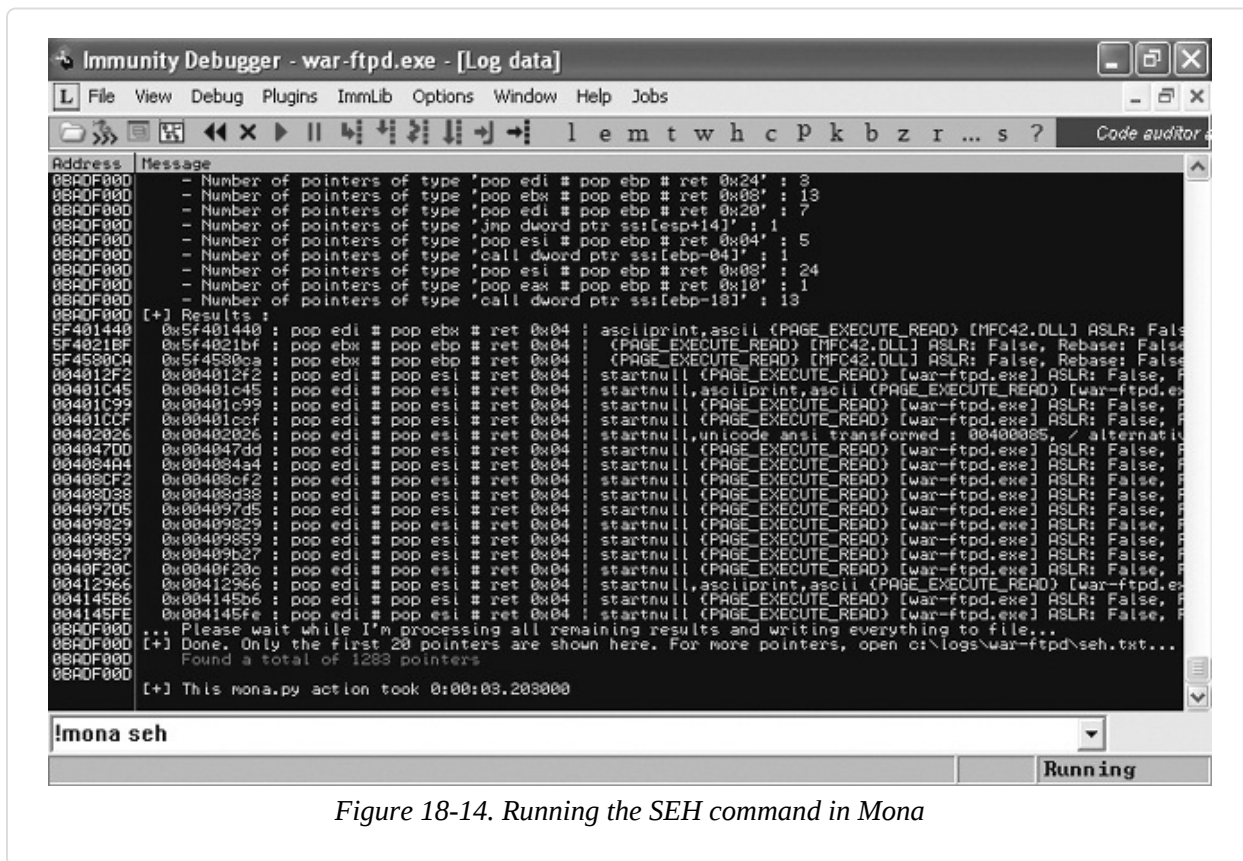 Immunity Debugger - war-ftpd.exe - [Log data]
L File View Debug Plugins ImmLib Options Window Help Jobs
l e m t w h c P k b z r ... s ? Code auditor
Address Message
0BADF00D - Number of pointers of type 'pop edi # pop ebp # ret 0x24' : 3
0BADF00D - Number of pointers of type 'pop ebx # pop ebp # ret 0x08' : 13
0BADF00D - Number of pointers of type 'pop edi # pop ebp # ret 0x20' : 7
0BADF00D - Number of pointers of type 'jmp dword ptr ss:[esp+14]' : 1
0BADF00D - Number of pointers of type 'pop esi # pop ebp # ret 0x04' : 5
0BADF00D - Number of pointers of type 'call dword ptr ss:[ebp-04]' : 1
0BADF00D - Number of pointers of type 'pop esi # pop ebp # ret 0x08' : 24
0BADF00D - Number of pointers of type 'pop eax # pop ebp # ret 0x10' : 1
0BADF00D - Number of pointers of type 'call dword ptr ss:[ebp-18]' : 13
0BADF00D [+] Results :
5F401440 0x5f401440 : pop edi # pop ebx # ret 0x04 | asciiprint,ascii {PAGE_EXECUTE_READ} [MFC42.DLL] ASLR: Fals
5F4021BF 0x5f4021bf : pop ebx # pop ebp # ret 0x04 | {PAGE_EXECUTE_READ} [MFC42.DLL] ASLR: False, Rebase: False
5F4580CA 0x5f4580ca : pop ebx # pop ebp # ret 0x04 | {PAGE_EXECUTE_READ} [MFC42.DLL] ASLR: False, Rebase: False
004012F2 0x004012f2 : pop edi # pop esi # ret 0x04 | startnull {PAGE_EXECUTE_READ} [war-ftpd.exe] ASLR: False, F
00401C45 0x00401c45 : pop edi # pop esi # ret 0x04 | startnull,asciiprint,ascii {PAGE_EXECUTE_READ} [war-ftpd.ex
00401C99 0x00401c99 : pop edi # pop esi # ret 0x04 | startnull {PAGE_EXECUTE_READ} [war-ftpd.exe] ASLR: False, F
00401CCF 0x00401ccf : pop edi # pop esi # ret 0x04 | startnull {PAGE_EXECUTE_READ} [war-ftpd.exe] ASLR: False, F
00402026 0x00402026 : pop edi # pop esi # ret 0x04 | startnull,unicode ansi transformed : 00400085, / alternativ
004047DD 0x004047dd : pop edi # pop esi # ret 0x04 | startnull {PAGE_EXECUTE_READ} [war-ftpd.exe] ASLR: False, F
004084A4 0x004084a4 : pop edi # pop esi # ret 0x04 | startnull {PAGE_EXECUTE_READ} [war-ftpd.exe] ASLR: False, F
00408CF2 0x00408cf2 : pop edi # pop esi # ret 0x04 | startnull {PAGE_EXECUTE_READ} [war-ftpd.exe] ASLR: False, F
00408D38 0x00408d38 : pop edi # pop esi # ret 0x04 | startnull {PAGE_EXECUTE_READ} [war-ftpd.exe] ASLR: False, F
004097D5 0x004097d5 : pop edi # pop esi # ret 0x04 | startnull {PAGE_EXECUTE_READ} [war-ftpd.exe] ASLR: False, F
00409829 0x00409829 : pop edi # pop esi # ret 0x04 | startnull {PAGE_EXECUTE_READ} [war-ftpd.exe] ASLR: False, F
00409859 0x00409859 : pop edi # pop esi # ret 0x04 | startnull {PAGE_EXECUTE_READ} [war-ftpd.exe] ASLR: False, F
00409B27 0x00409b27 : pop edi # pop esi # ret 0x04 | startnull {PAGE_EXECUTE_READ} [war-ftpd.exe] ASLR: False, F
0040F20C 0x0040f20c : pop edi # pop esi # ret 0x04 | startnull {PAGE_EXECUTE_READ} [war-ftpd.exe] ASLR: False, F
00412966 0x00412966 : pop edi # pop esi # ret 0x04 | startnull,asciiprint,ascii {PAGE_EXECUTE_READ} [war-ftpd.ex
004145B6 0x004145b6 : pop edi # pop esi # ret 0x04 | startnull {PAGE_EXECUTE_READ} [war-ftpd.exe] ASLR: False, F
004145FE 0x004145fe : pop edi # pop esi # ret 0x04 | startnull {PAGE_EXECUTE_READ} [war-ftpd.exe] ASLR: False, F
0BADF00D ... Please wait while I'm processing all remaining results and writing everything to file...
0BADF00D [+] Done. Only the first 20 pointers are shown here. For more pointers, open c:\logs\war-ftpd\seh.txt...
0BADF00D Found a total of 1283 pointers
0BADF00D
[+] This mona.py action took 0:00:03.203000
!mona seh
Running
Figure 18-14. Running the SEH command in Mona